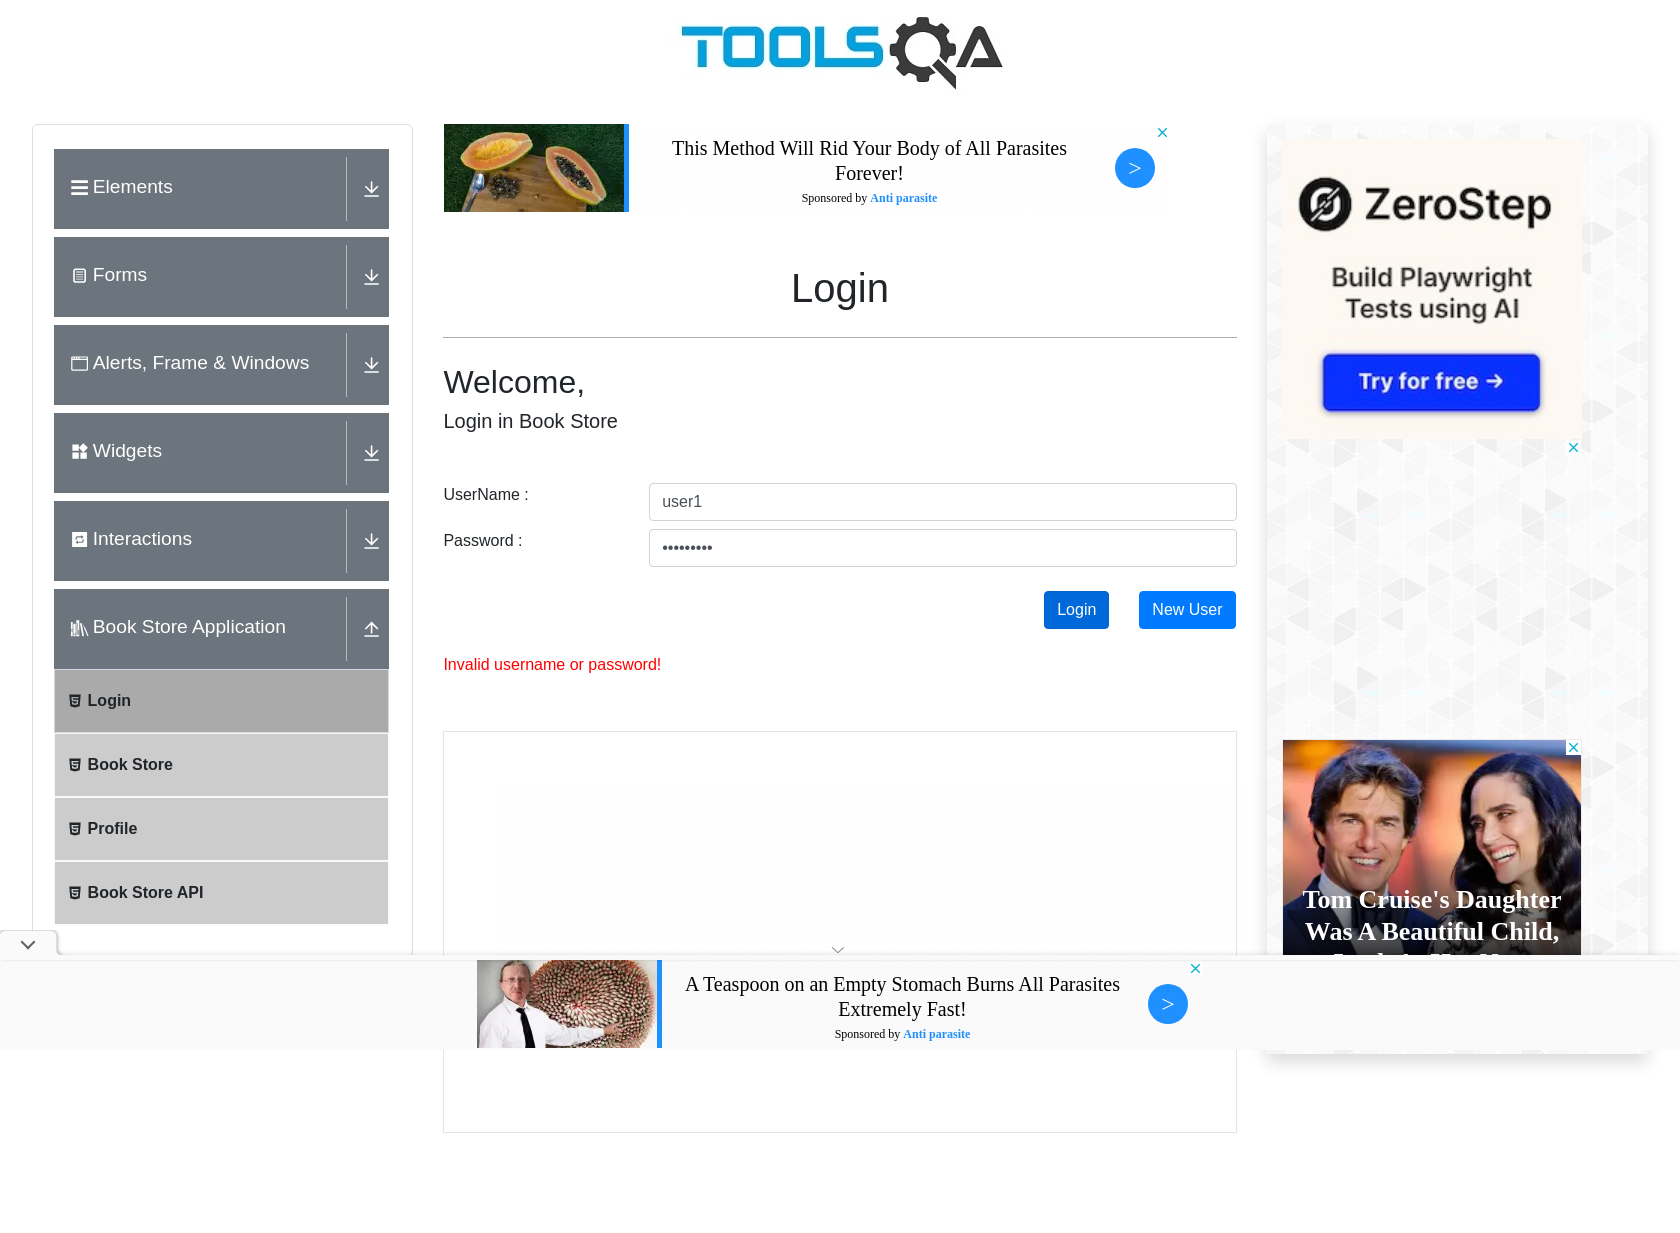 TOOLSQA
Elements
Forms
Alerts, Frame & Windows
Widgets
Interactions
Book Store Application
Login
Book Store
Profile
Book Store API
This Method Will Rid Your Body of All Parasites
Forever!
Sponsored by Anti parasite
>
Login
Welcome,
Login in Book Store
UserName :
user1
Password :
•••••••••
Login
New User
Invalid username or password!
ZeroStep
Build Playwright
Tests using AI
Try for free →
Tom Cruise's Daughter
Was A Beautiful Child,
A Teaspoon on an Empty Stomach Burns All Parasites
Extremely Fast!
Sponsored by Anti parasite
>